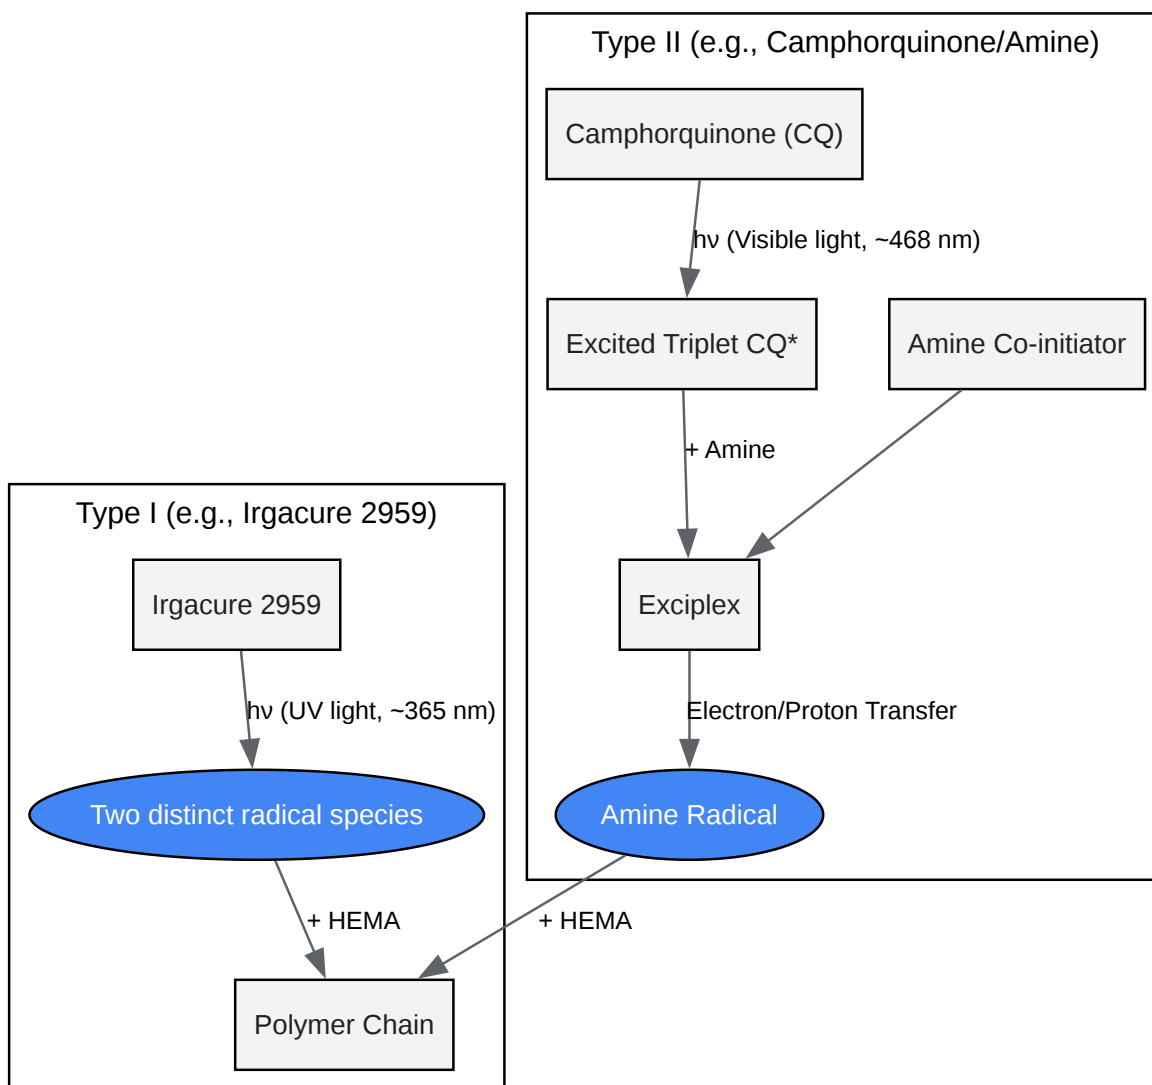 Type II (e.g., Camphorquinone/Amine)
Camphorquinone (CQ)
hν (Visible light, ~468 nm)
Excited Triplet CQ*
Amine Co-initiator
+ Amine
Type I (e.g., Irgacure 2959)
Irgacure 2959
Exciplex
hν (UV light, ~365 nm)
Electron/Proton Transfer
Two distinct radical species
Amine Radical
+ HEMA
+ HEMA
Polymer Chain